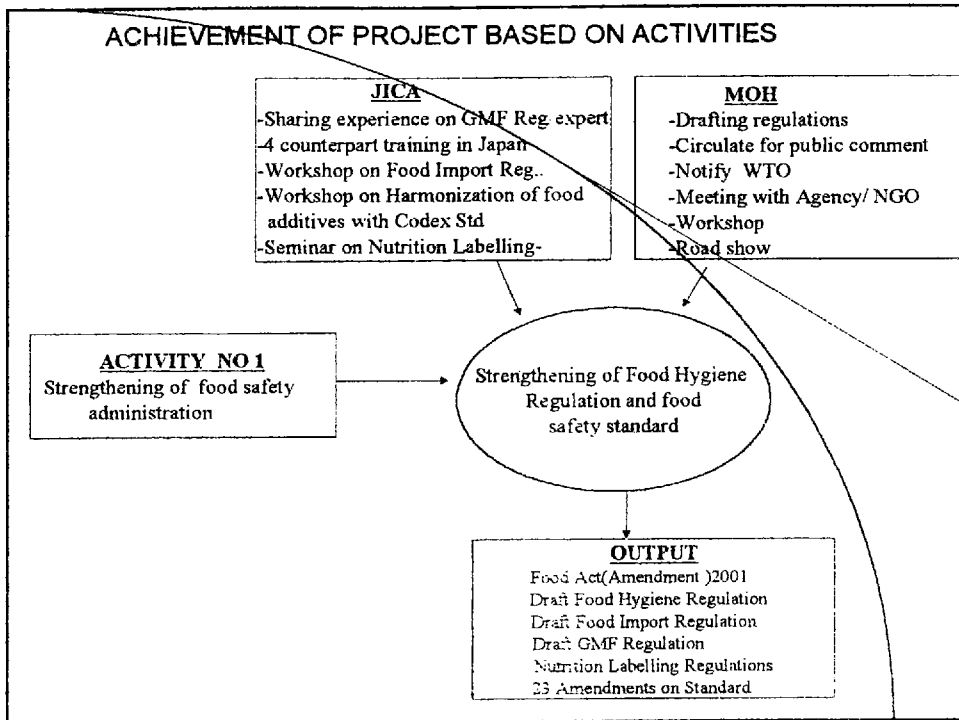 ACHIEVEMENT OF PROJECT BASED ON ACTIVITIES
JICA
-Sharing experience on GMF Reg. expert
-4 counterpart training in Japan
-Workshop on Food Import Reg..
-Workshop on Harmonization of food
additives with Codex Std
-Seminar on Nutrition Labelling-
MOH
-Drafting regulations
-Circulate for public comment
-Notify WTO
-Meeting with Agency/ NGO
-Workshop
-Road show
ACTIVITY NO 1
Strengthening of food safety
administration
Strengthening of Food Hygiene
Regulation and food
safety standard
OUTPUT
Food Act(Amendment )2001
Draft Food Hygiene Regulation
Draft Food Import Regulation
Draft GMF Regulation
Nutrition Labelling Regulations
23 Amendments on Standard